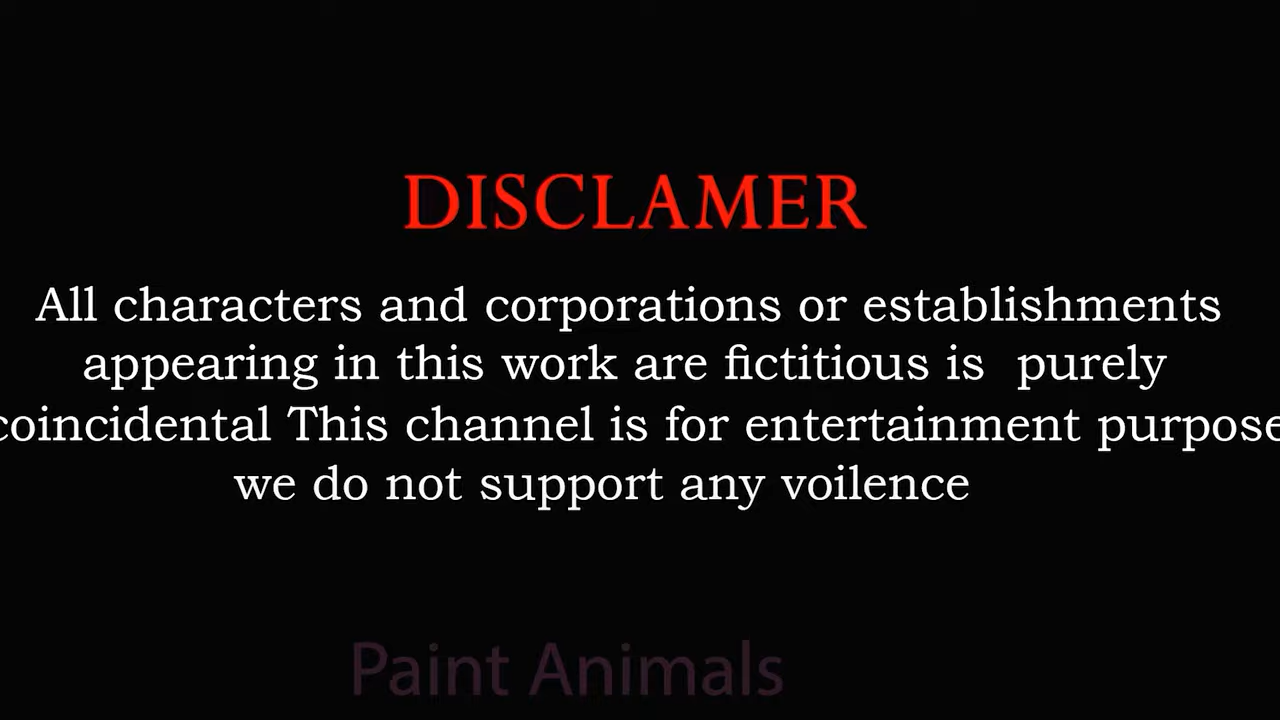 DISCLAMER
All characters and corporations or establishments
appearing in this work are fictitious is  purely
coincidental This channel is for entertainment purpose
we do not support any voilence
Paint Animals